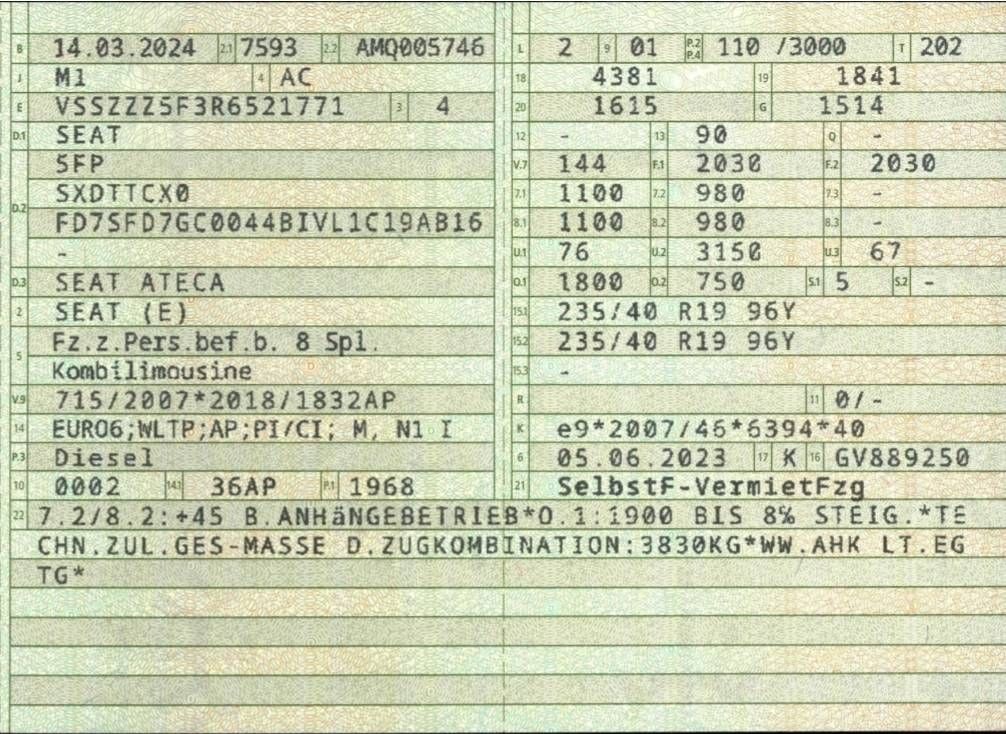 B 14.03.2024 2.1 7593 2.2 AMQ005746
J M1 4 AC
E VSSZZZ5F3R6521771 3 4
D.1 SEAT
5FP
D.2 SXDTTCX0
FD7SFD7GC0044BIVL1C19AB16
-
D.3 SEAT ATECA
2 SEAT (E)
5 Fz.z.Pers.bef.b. 8 Spl.
Kombilimousine
V.9 715/2007*2018/1832AP
14 EURO6;WLTP;AP;PI/CI; M, N1 I
P.3 Diesel
10 0002 14.1 36AP P.1 1968
L 2 9 01 P.2 P.4 110 /3000 T 202
18 4381 19 1841
20 1615 G 1514
12 - 13 90 Q -
V.7 144 F.1 2030 F.2 2030
7.1 1100 7.2 980 7.3 -
8.1 1100 8.2 980 8.3 -
U.1 76 U.2 3150 U.3 67
O.1 1800 O.2 750 S.1 5 S.2 -
15.1 235/40 R19 96Y
15.2 235/40 R19 96Y
15.3 -
R 11 0/-
K e9*2007/46*6394*40
6 05.06.2023 17 K 16 GV889250
21 SelbstF-VermietFzg
22 7.2/8.2:+45 B.ANHäNGEBETRIEB*O.1:1900 BIS 8% STEIG.*TE
CHN.ZUL.GES-MASSE D.ZUGKOMBINATION:3830KG*WW.AHK LT.EG
TG*